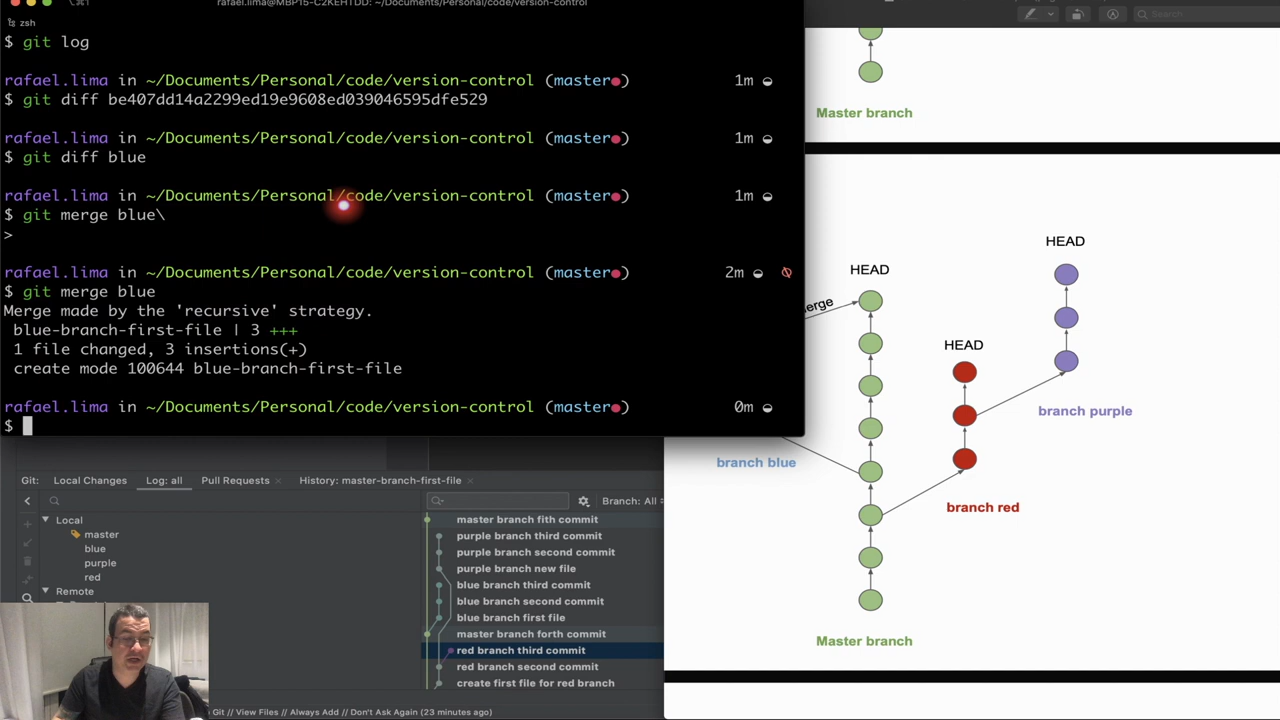 rafael.lima@MBP15-C2KEHTDD: ~/Documents/Personal/code/version-control
zsh
$ git log
rafael.lima in ~/Documents/Personal/code/version-control (master●) 1m
$ git diff be407dd14a2299ed19e9608ed039046595dfe529
rafael.lima in ~/Documents/Personal/code/version-control (master●) 1m
$ git diff blue
rafael.lima in ~/Documents/Personal/code/version-control (master●) 1m
$ git merge blue\
>
rafael.lima in ~/Documents/Personal/code/version-control (master●) 2m
$ git merge blue
Merge made by the 'recursive' strategy.
blue-branch-first-file | 3 +++
1 file changed, 3 insertions(+)
create mode 100644 blue-branch-first-file
rafael.lima in ~/Documents/Personal/code/version-control (master●) 0m
$
Search
Master branch
HEAD
HEAD
HEAD
branch purple
branch blue
branch red
Master branch
Git: Local Changes Log: all Pull Requests × History: master-branch-first-file ×
Branch: All
Local
master
blue
purple
red
Remote
master branch fith commit
purple branch third commit
purple branch second commit
purple branch new file
blue branch third commit
blue branch second commit
blue branch first file
master branch forth commit
red branch third commit
red branch second commit
create first file for red branch
Git // View Files // Always Add // Don't Ask Again (23 minutes ago)